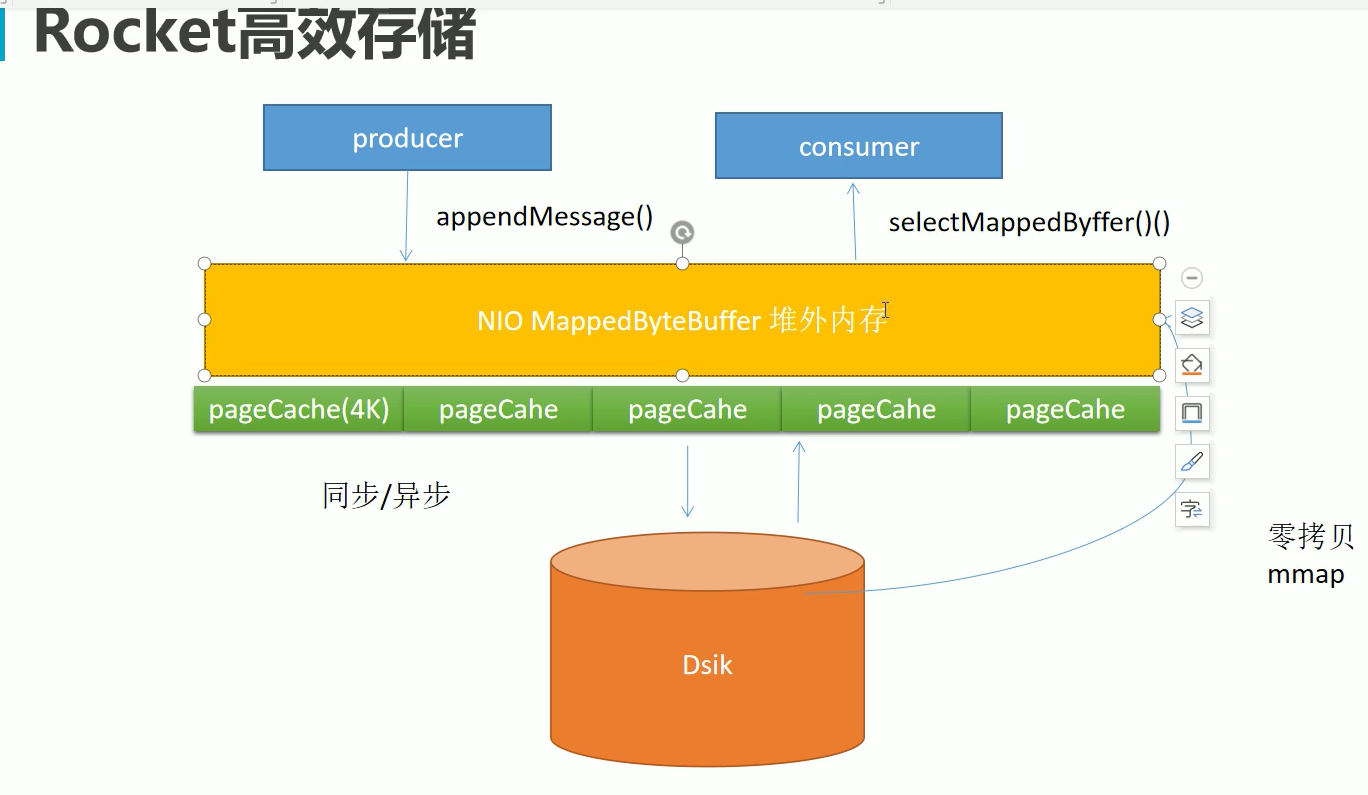 Rocket高效存储
producer
consumer
appendMessage()
selectMappedByffer()()
NIO MappedByteBuffer 堆外内存
pageCache(4K)
pageCahe
pageCahe
pageCahe
pageCahe
同步/异步
零拷贝
mmap
Dsik
字